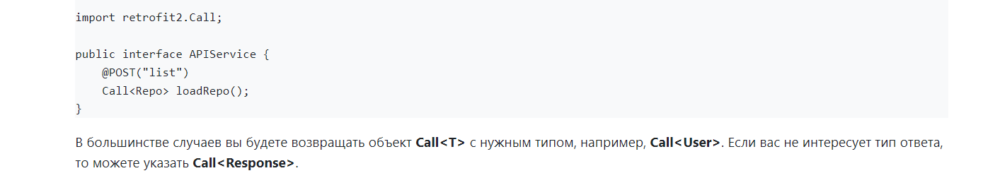 import retrofit2.Call;
public interface APIService {
    @POST("list")
    Call<Repo> loadRepo();
}
В большинстве случаев вы будете возвращать объект Call<T> с нужным типом, например, Call<User>. Если вас не интересует тип ответа,
то можете указать Call<Response>.